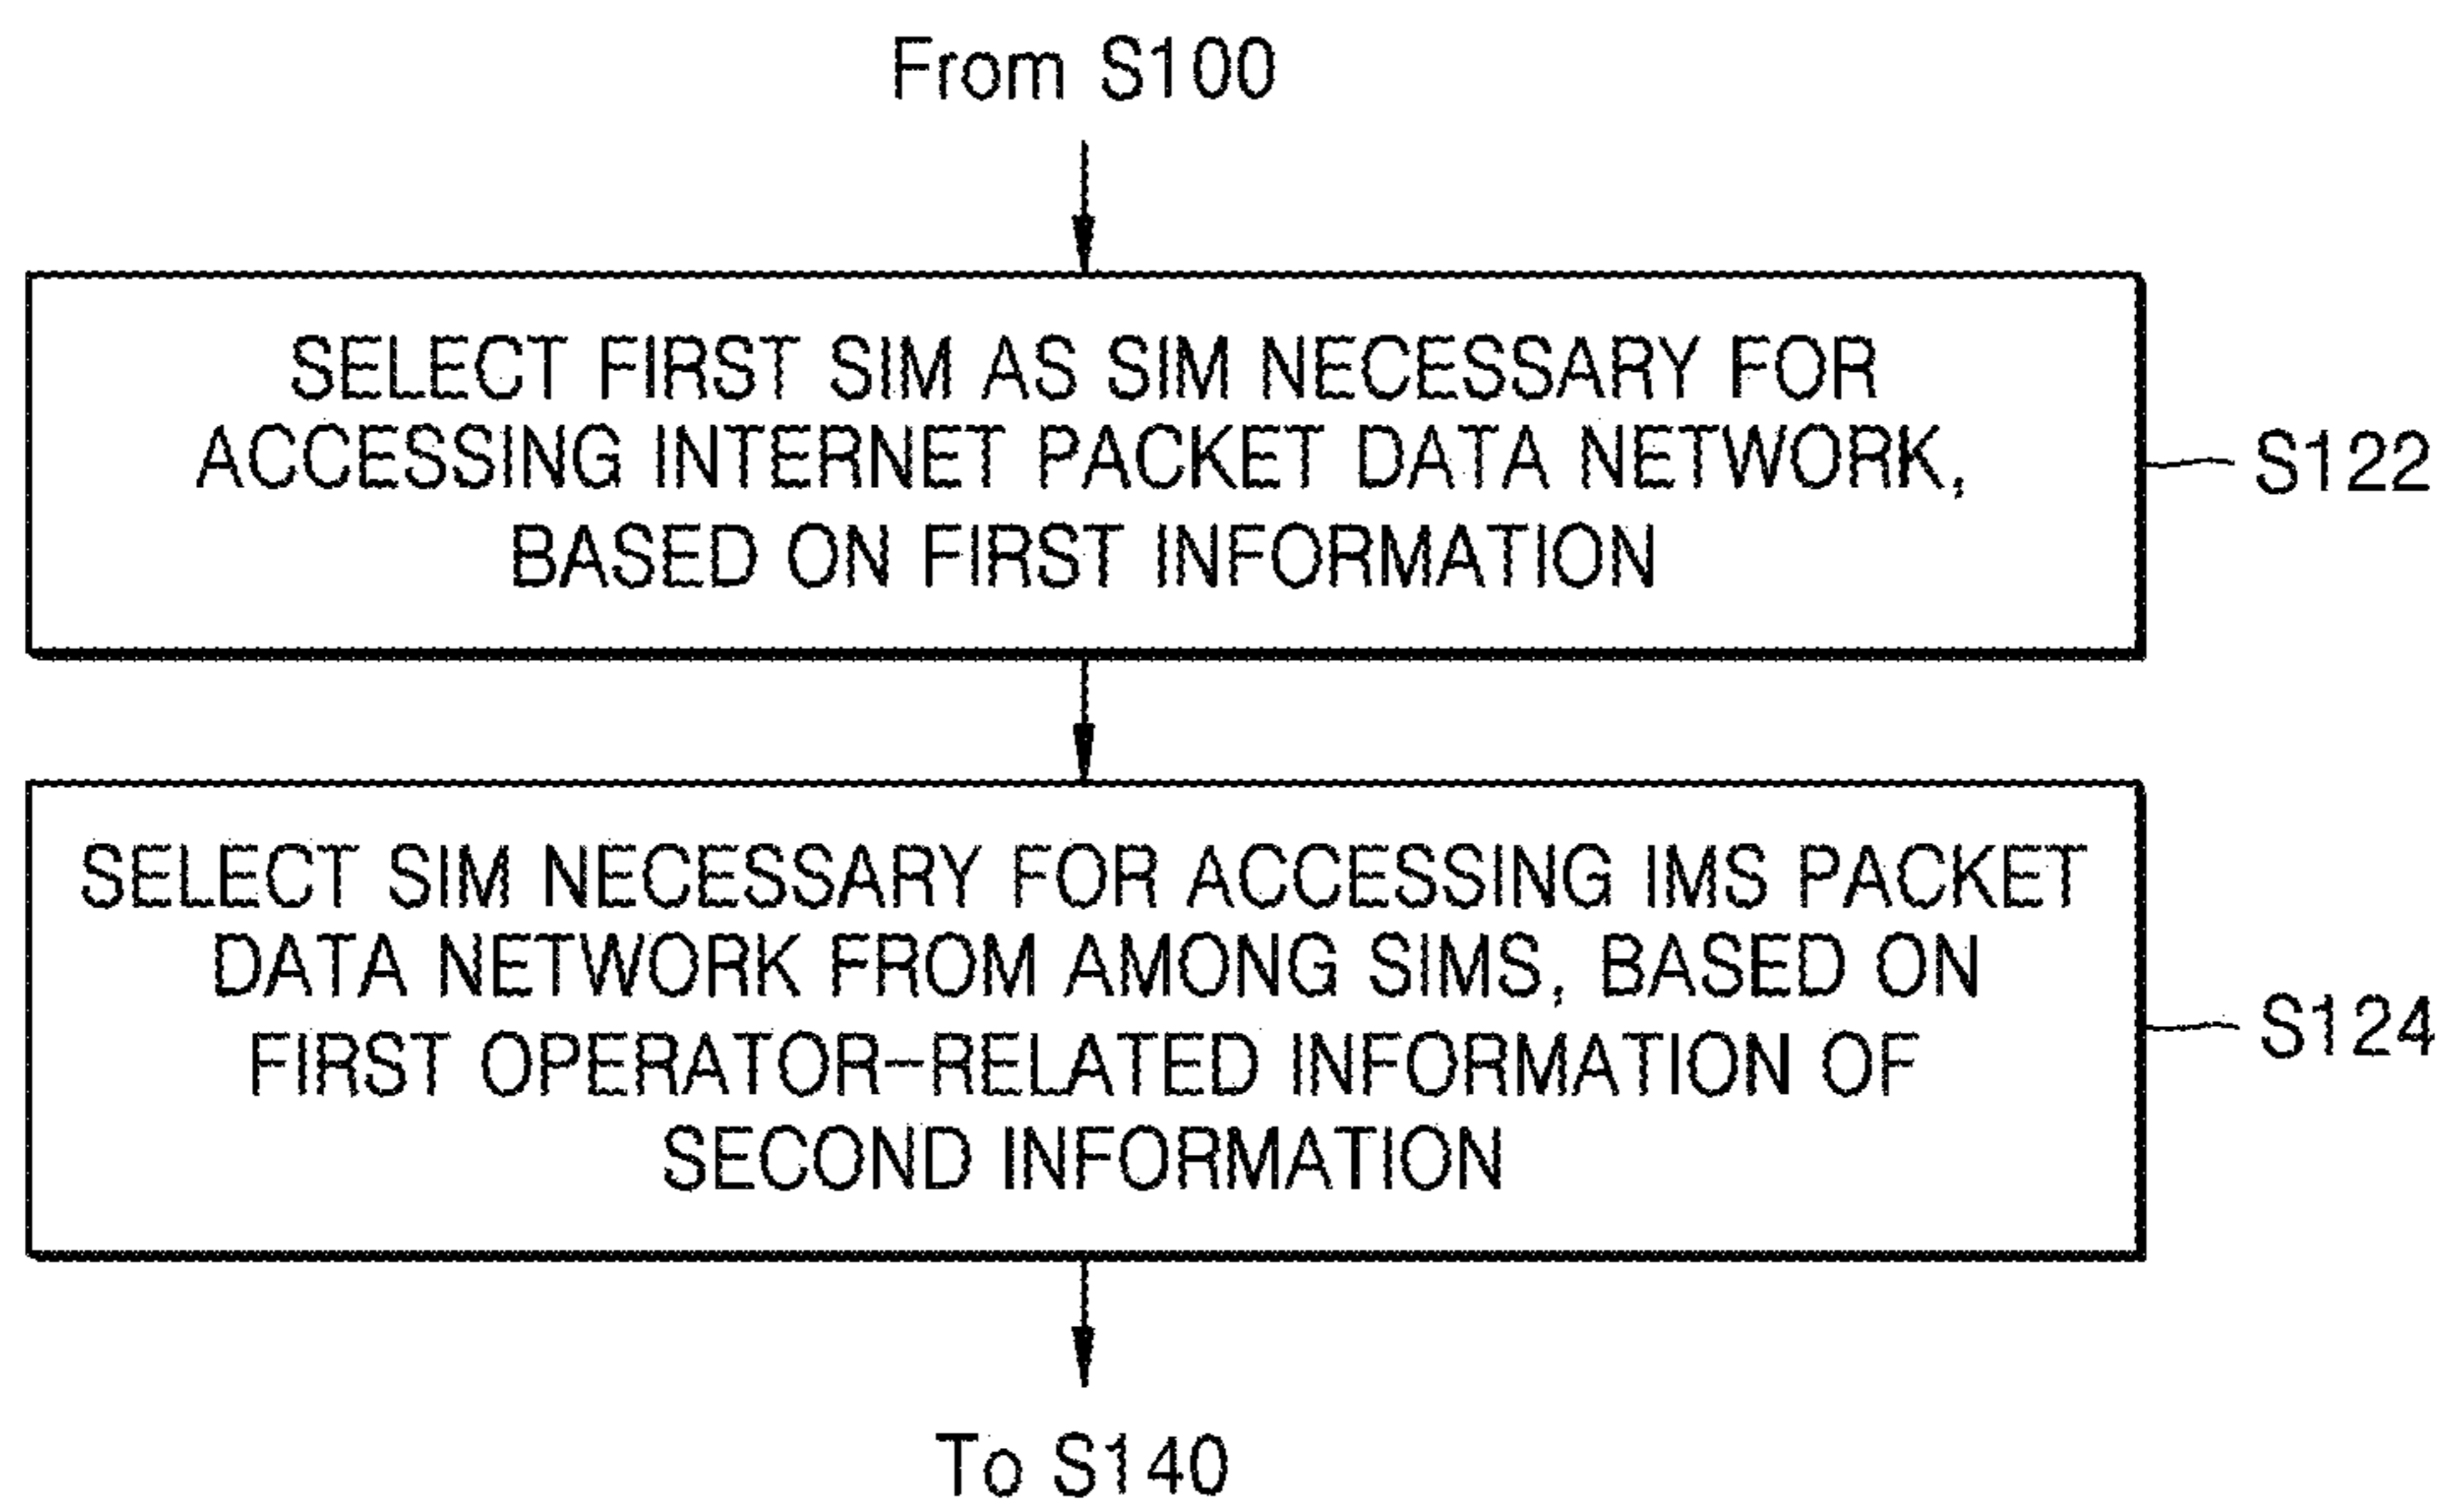 From S100
SELECT FIRST SIM AS SIM NECESSARY FOR
ACCESSING INTERNET PACKET DATA NETWORK,
BASED ON FIRST INFORMATION
S122
SELECT SIM NECESSARY FOR ACCESSING IMS PACKET
DATA NETWORK FROM AMONG SIMS, BASED ON
FIRST OPERATOR-RELATED INFORMATION OF
SECOND INFORMATION
S124
To S140